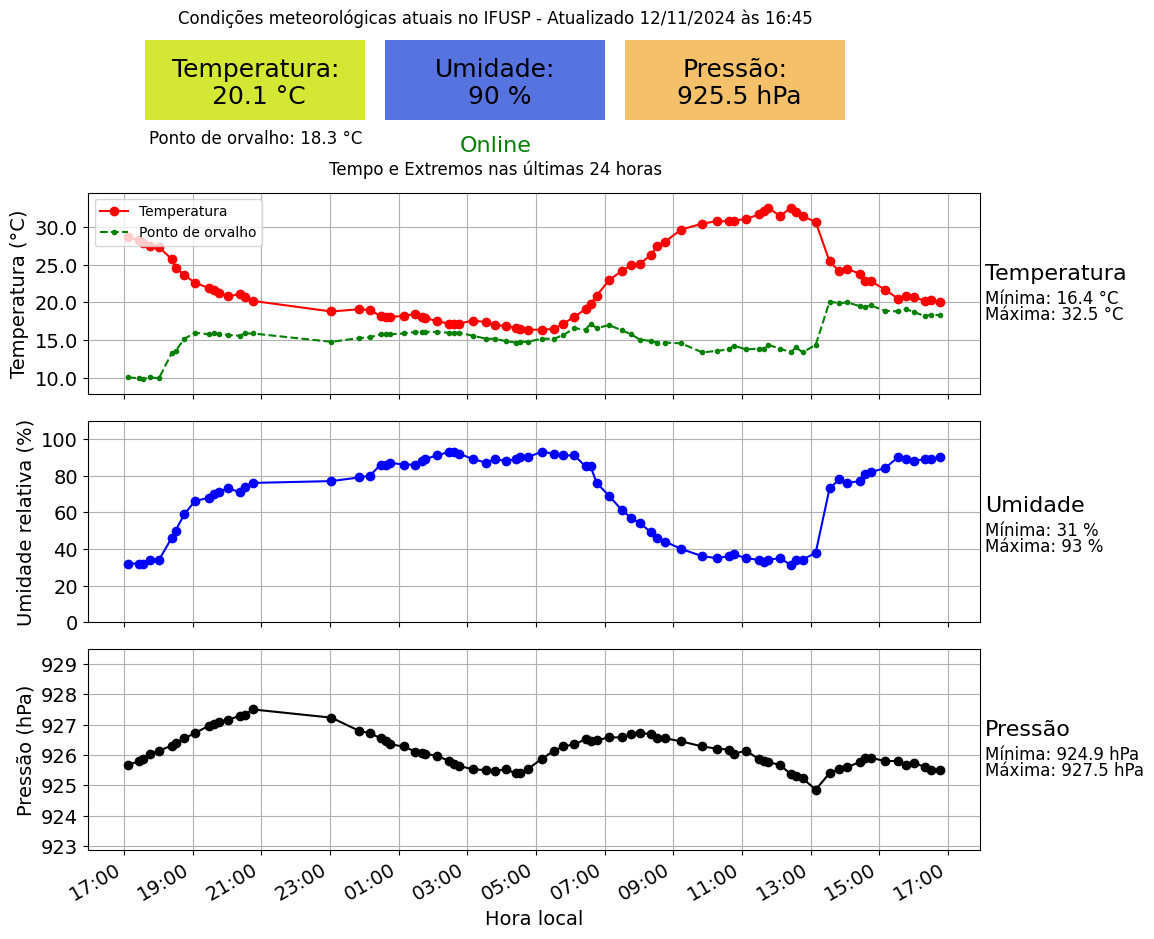 Condições meteorológicas atuais no IFUSP - Atualizado 12/11/2024 às 16:45
Temperatura:
20.1 °C
Umidade:
90 %
Pressão:
925.5 hPa
Ponto de orvalho: 18.3 °C
Online
Tempo e Extremos nas últimas 24 horas
Temperatura (°C)
30.0
25.0
20.0
15.0
10.0
Temperatura
Ponto de orvalho
Temperatura
Mínima: 16.4 °C
Máxima: 32.5 °C
Umidade relativa (%)
100
80
60
40
20
0
Umidade
Mínima: 31 %
Máxima: 93 %
Pressão (hPa)
929
928
927
926
925
924
923
Pressão
Mínima: 924.9 hPa
Máxima: 927.5 hPa
17:00 19:00 21:00 23:00 01:00 03:00 05:00 07:00 09:00 11:00 13:00 15:00 17:00
Hora local